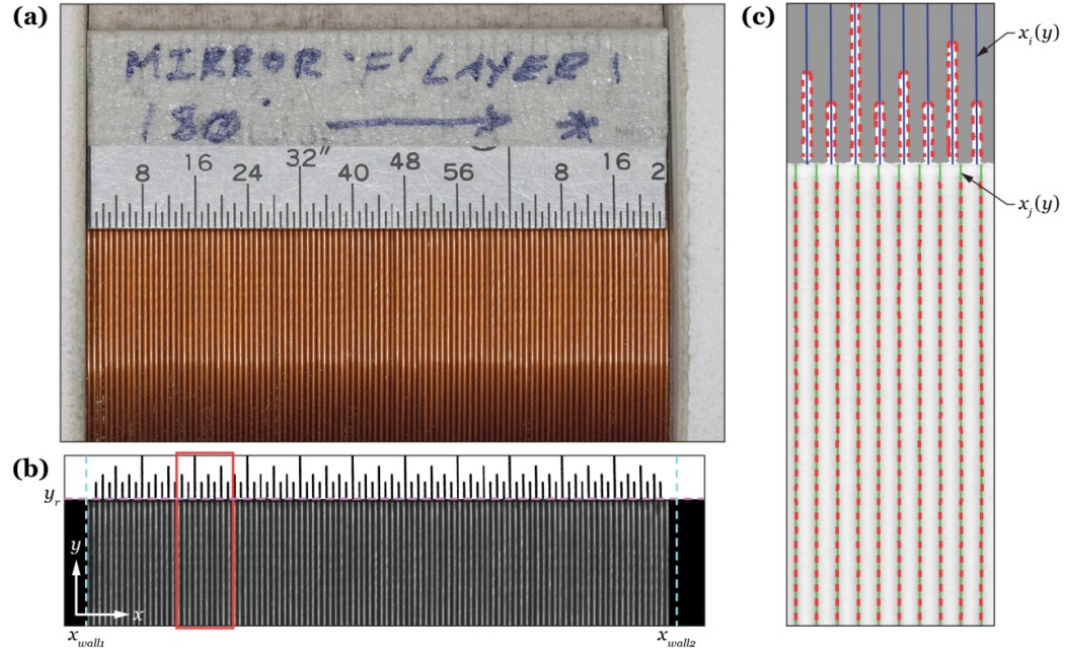 (a)
MIRROR 'F' LAYER 1
180° → *
8 16 24 32" 40 48 56 8 16 2
(b)
y_r
y
x
x_wall1 x_wall2
(c)
x_i(y)
x_j(y)